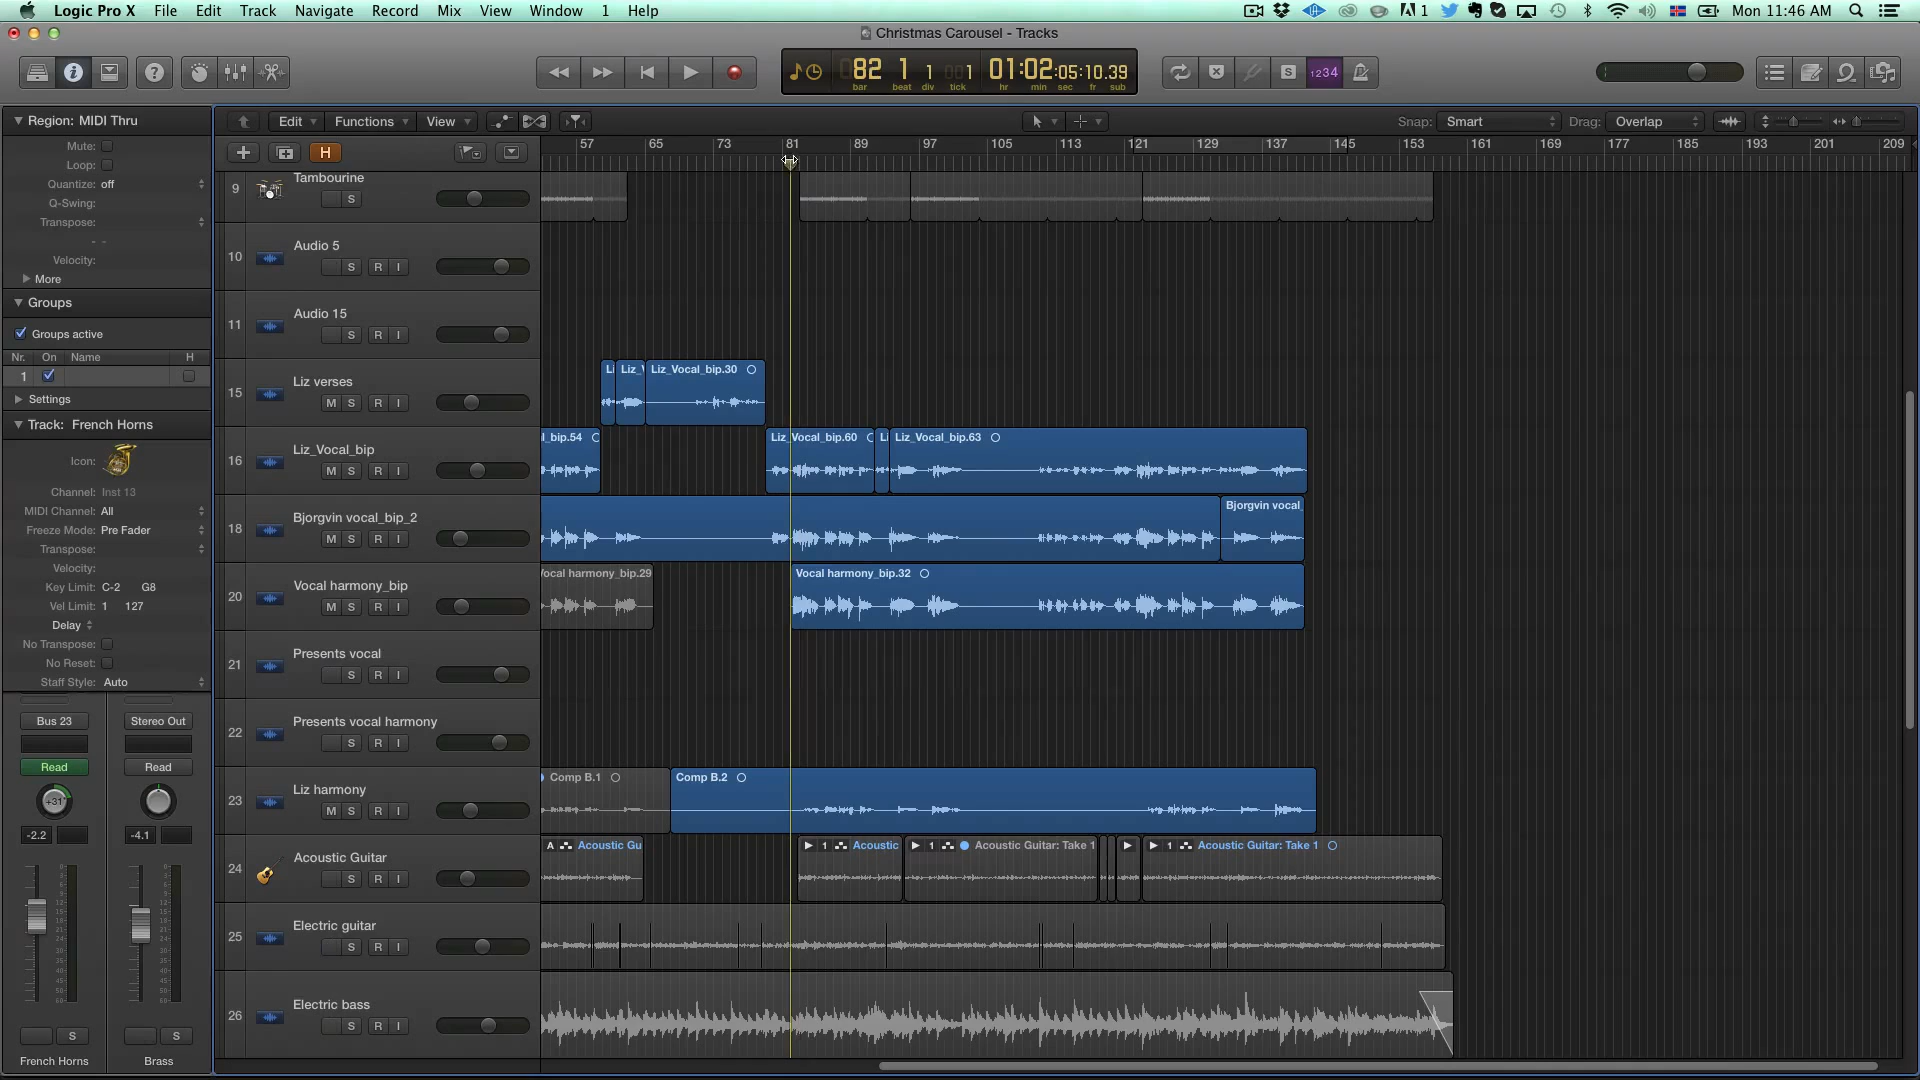 Logic Pro X File Edit Track Navigate Record Mix View Window 1 Help
1 Mon 11:46 AM
Christmas Carousel - Tracks
82 1 1 1 01:02:05:10.39
bar beat div tick hr min sec fr sub
S 1234
Region: MIDI Thru
Edit Functions View
Snap: Smart Drag: Overlap
Mute:
Loop:
Quantize: off
Q-Swing:
Transpose:
- -
Velocity:
More
H
57 65 73 81 89 97 105 113 121 129 137 145 153 161 169 177 185 193 201 209
Groups
Groups active
Nr. On Name H
1
Settings
Track: French Horns
Icon:
Channel: Inst 13
MIDI Channel: All
Freeze Mode: Pre Fader
Transpose:
Velocity:
Key Limit: C-2 G8
Vel Limit: 1 127
Delay
No Transpose:
No Reset:
Staff Style: Auto
Bus 23 Stereo Out
Read Read
+31
-2.2 -4.1
S S
French Horns Brass
9 Tambourine
S
10 Audio 5
S R I
11 Audio 15
S R I
15 Liz verses
M S R I
Li Liz_V Liz_Vocal_bip.30
16 Liz_Vocal_bip
M S R I
l_bip.54 Liz_Vocal_bip.60 Li Liz_Vocal_bip.63
18 Bjorgvin vocal_bip_2
M S R I
Bjorgvin vocal_
20 Vocal harmony_bip
M S R I
Vocal harmony_bip.29 Vocal harmony_bip.32
21 Presents vocal
S R I
22 Presents vocal harmony
S R I
23 Liz harmony
M S R I
Comp B.1 Comp B.2
24 Acoustic Guitar
S R I
A Acoustic Gu 1 Acoustic 1 Acoustic Guitar: Take 1 1 Acoustic Guitar: Take 1
25 Electric guitar
S R I
26 Electric bass
S R I